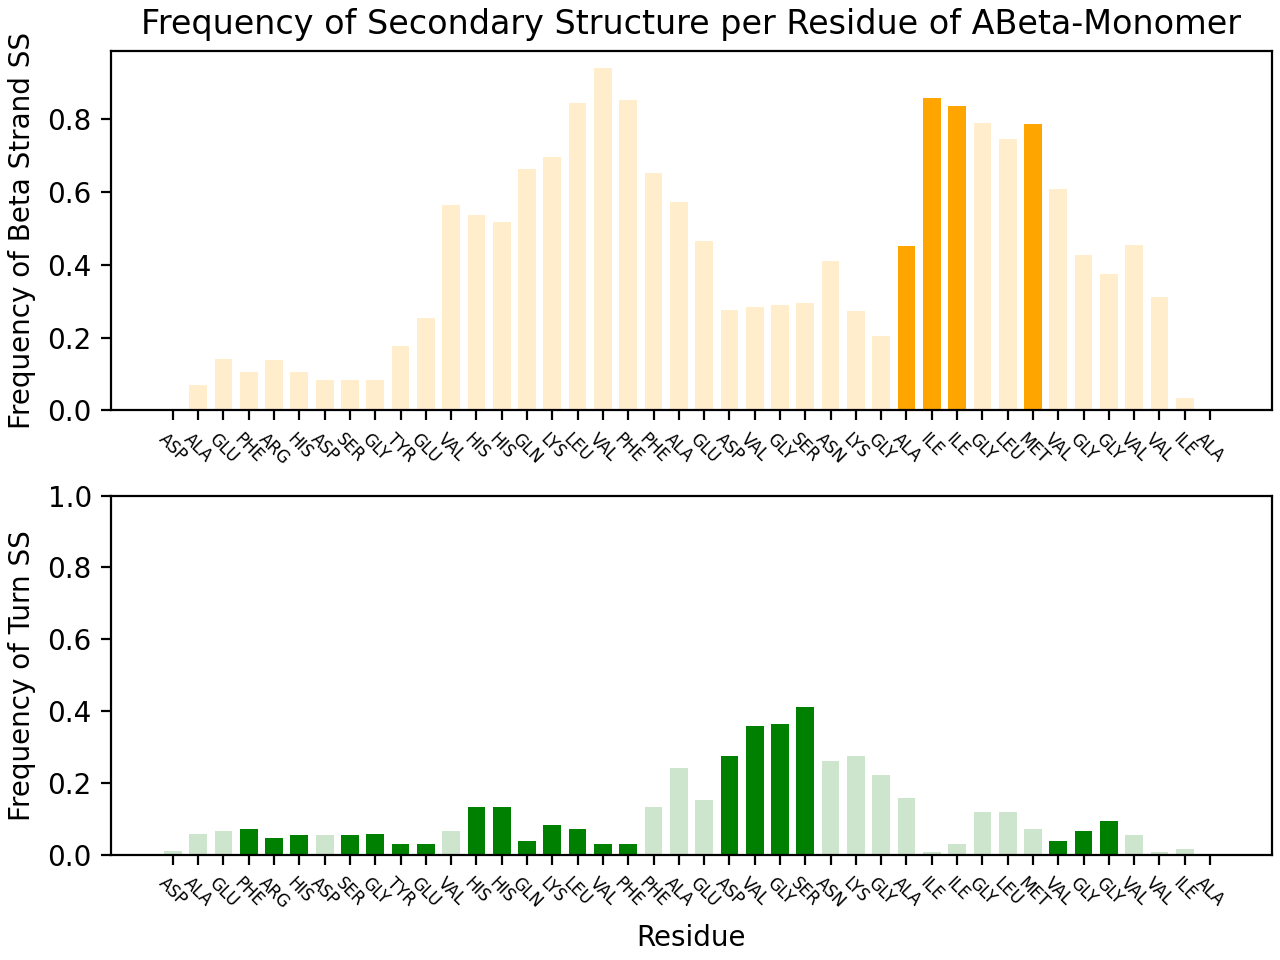 Frequency of Secondary Structure per Residue of ABeta-Monomer
Frequency of Beta Strand SS
0.8
0.6
0.4
0.2
0.0
ASP ALA GLU PHE ARG HIS ASP SER GLY TYR GLU VAL HIS HIS GLN LYS LEU VAL PHE PHE ALA GLU ASP VAL GLY SER ASN LYS GLY ALA ILE ILE GLY LEU MET VAL GLY GLY VAL VAL ILE ALA
Frequency of Turn SS
1.0
0.8
0.6
0.4
0.2
0.0
ASP ALA GLU PHE ARG HIS ASP SER GLY TYR GLU VAL HIS HIS GLN LYS LEU VAL PHE PHE ALA GLU ASP VAL GLY SER ASN LYS GLY ALA ILE ILE GLY LEU MET VAL GLY GLY VAL VAL ILE ALA
Residue